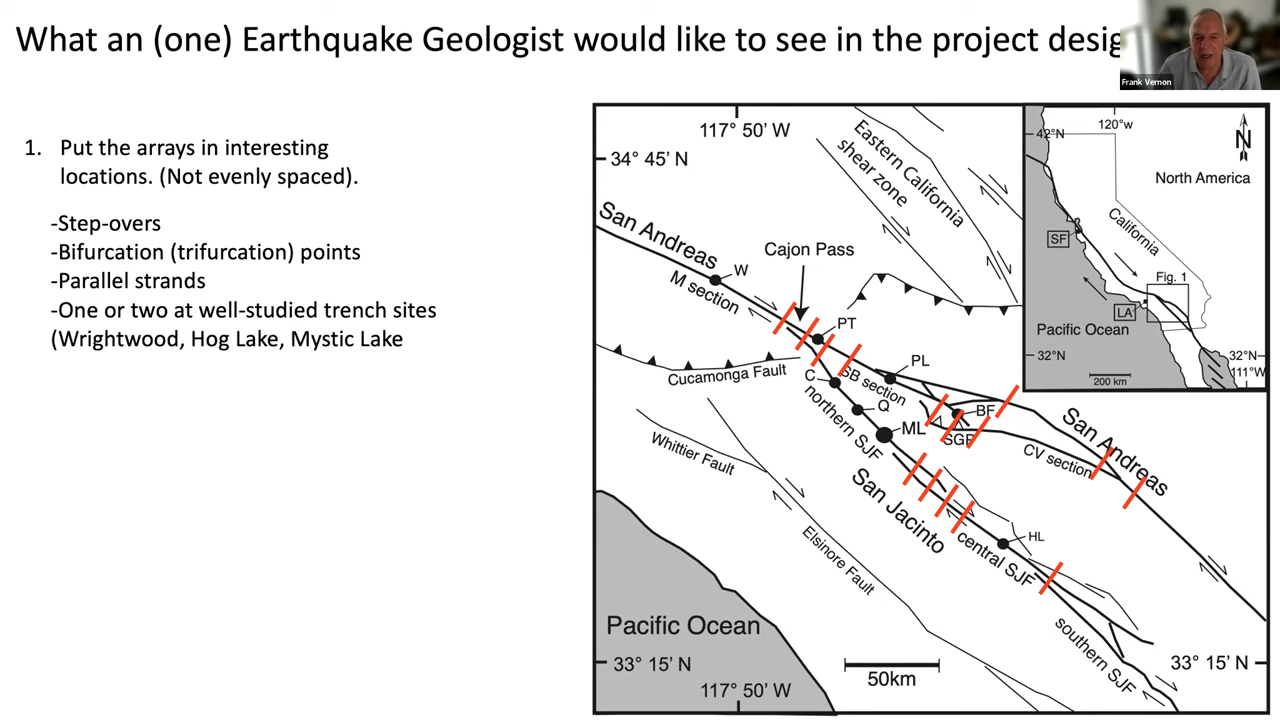 What an (one) Earthquake Geologist would like to see in the project desig
Frank Vernon
1. Put the arrays in interesting
locations. (Not evenly spaced).
-Step-overs
-Bifurcation (trifurcation) points
-Parallel strands
-One or two at well-studied trench sites
(Wrightwood, Hog Lake, Mystic Lake
117° 50' W
34° 45' N
Eastern California
shear zone
San Andreas
M section
W
Cajon Pass
PT
PL
Cucamonga Fault
C
SB section
Q
BF
northern SJF
ML
SGP
San Andreas
CV section
Whittier Fault
San Jacinto
HL
central SJF
Elsinore Fault
southern SJF
Pacific Ocean
33° 15' N
117° 50' W
50km
33° 15' N
120°w
42°N
N
North America
California
SF
Fig. 1
LA
Pacific Ocean
32°N
32°N
111°W
200 km